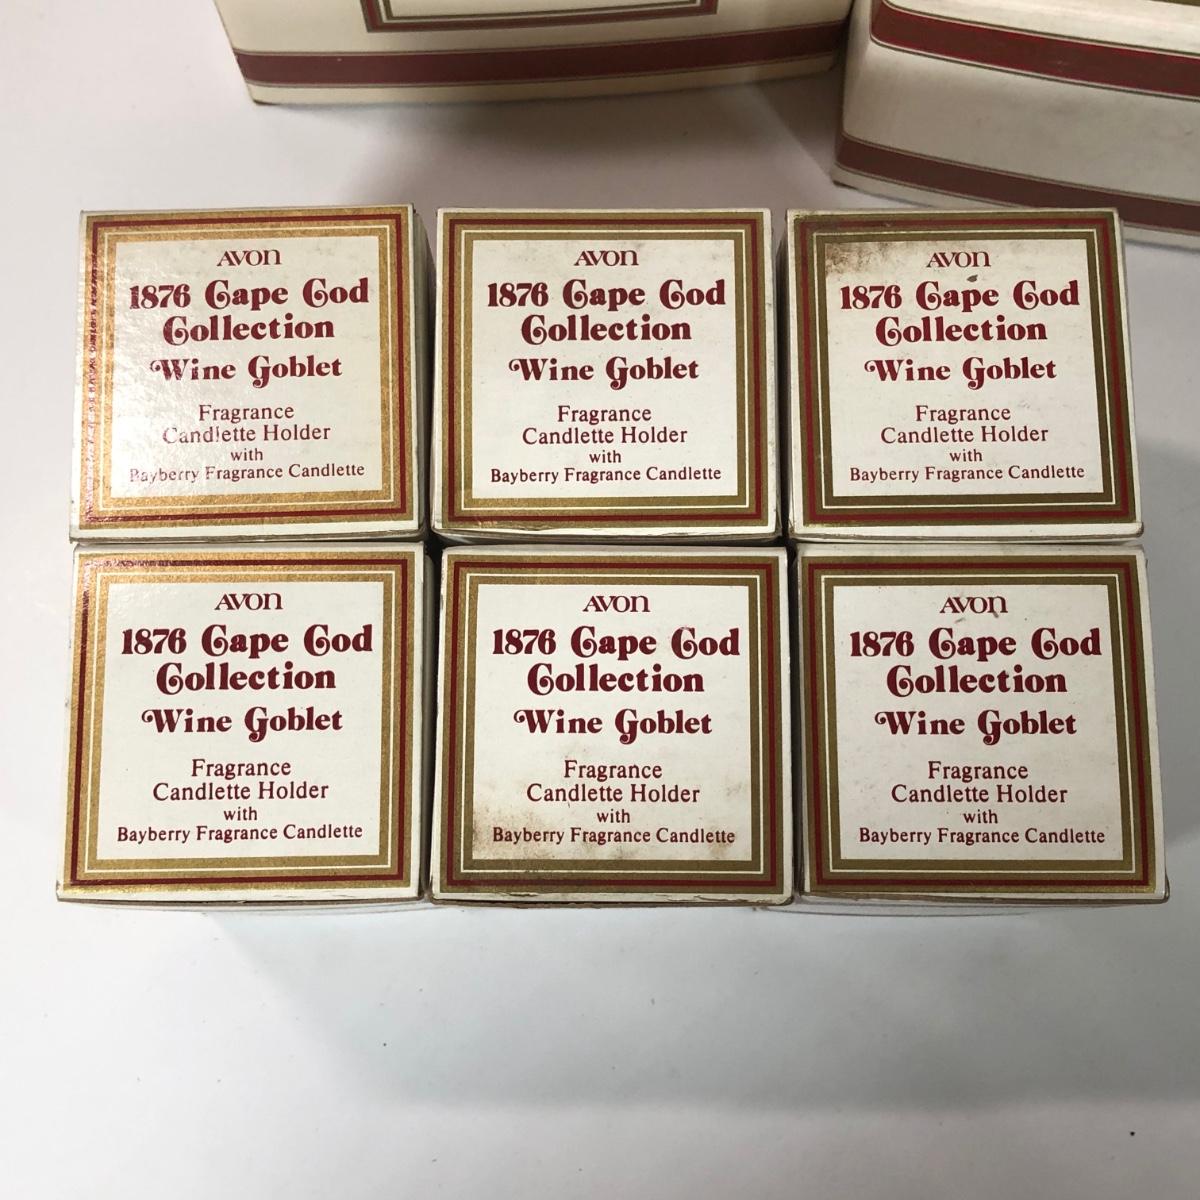 AVON
1876 Cape Cod
Collection
Wine Goblet
Fragrance
Candlette Holder
with
Bayberry Fragrance Candlette
AVON
1876 Cape Cod
Collection
Wine Goblet
Fragrance
Candlette Holder
with
Bayberry Fragrance Candlette
AVON
1876 Cape Cod
Collection
Wine Goblet
Fragrance
Candlette Holder
with
Bayberry Fragrance Candlette
AVON
1876 Cape Cod
Collection
Wine Goblet
Fragrance
Candlette Holder
with
Bayberry Fragrance Candlette
AVON
1876 Cape Cod
Collection
Wine Goblet
Fragrance
Candlette Holder
with
Bayberry Fragrance Candlette
AVON
1876 Cape Cod
Collection
Wine Goblet
Fragrance
Candlette Holder
with
Bayberry Fragrance Candlette